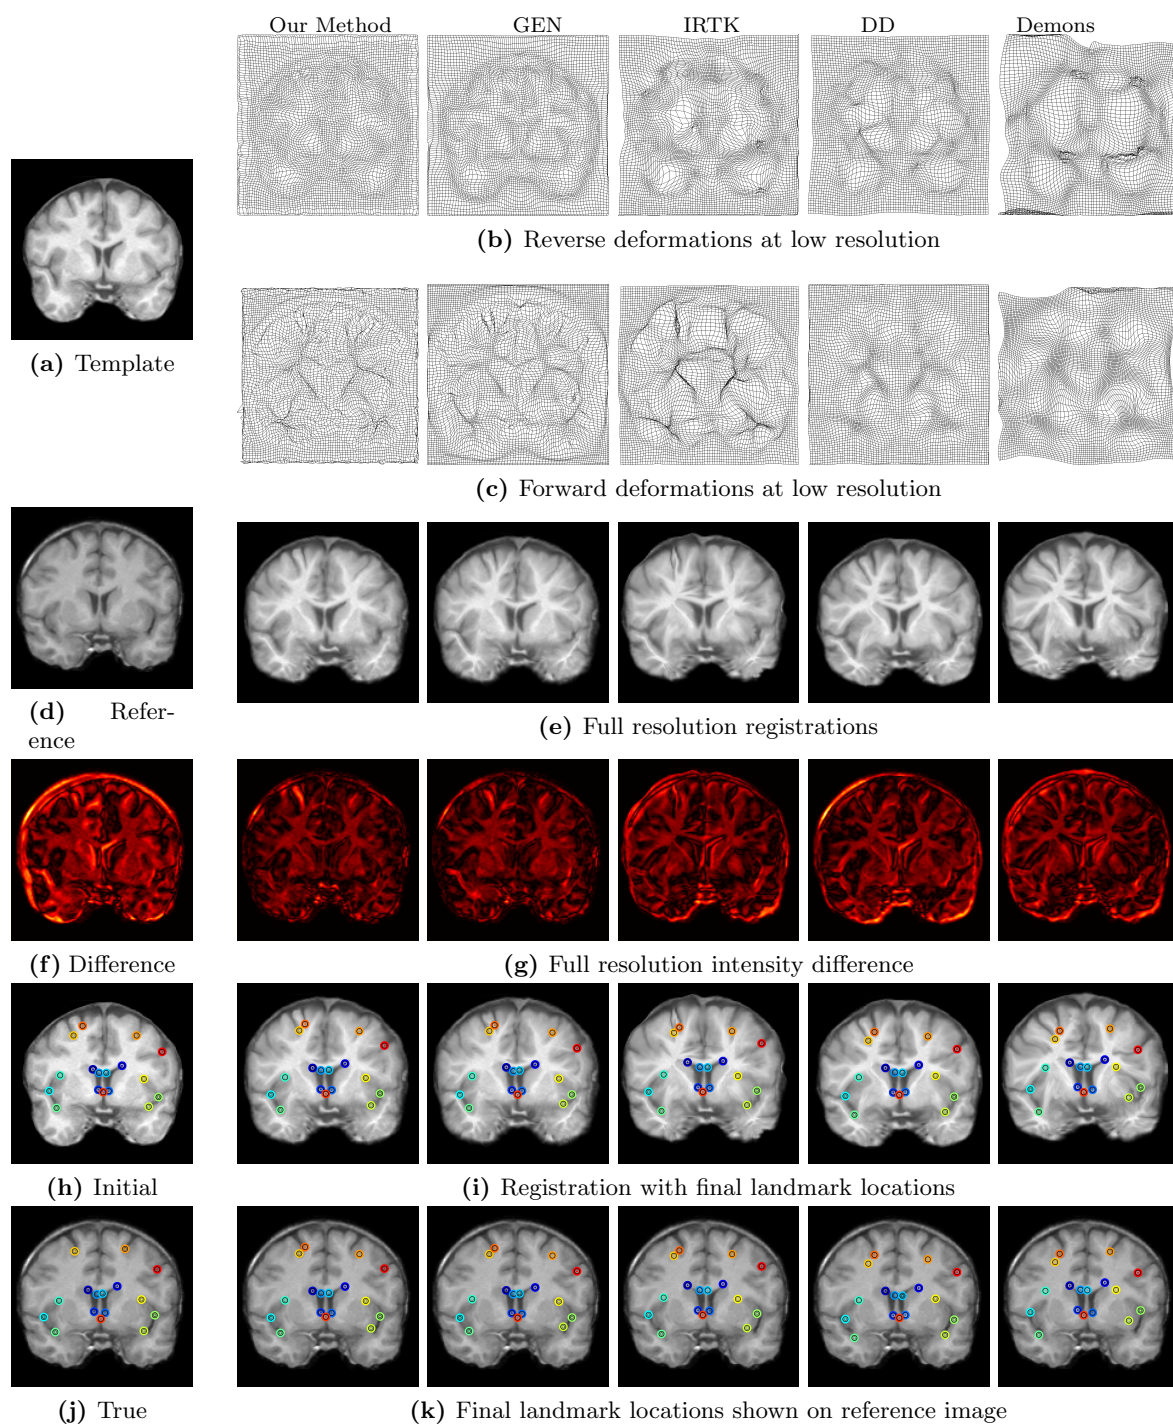 Our Method GEN IRTK DD Demons
(b) Reverse deformations at low resolution
(a) Template
(c) Forward deformations at low resolution
(d) Refer-
ence
(e) Full resolution registrations
(f) Difference
(g) Full resolution intensity difference
(h) Initial
(i) Registration with final landmark locations
(j) True
(k) Final landmark locations shown on reference image